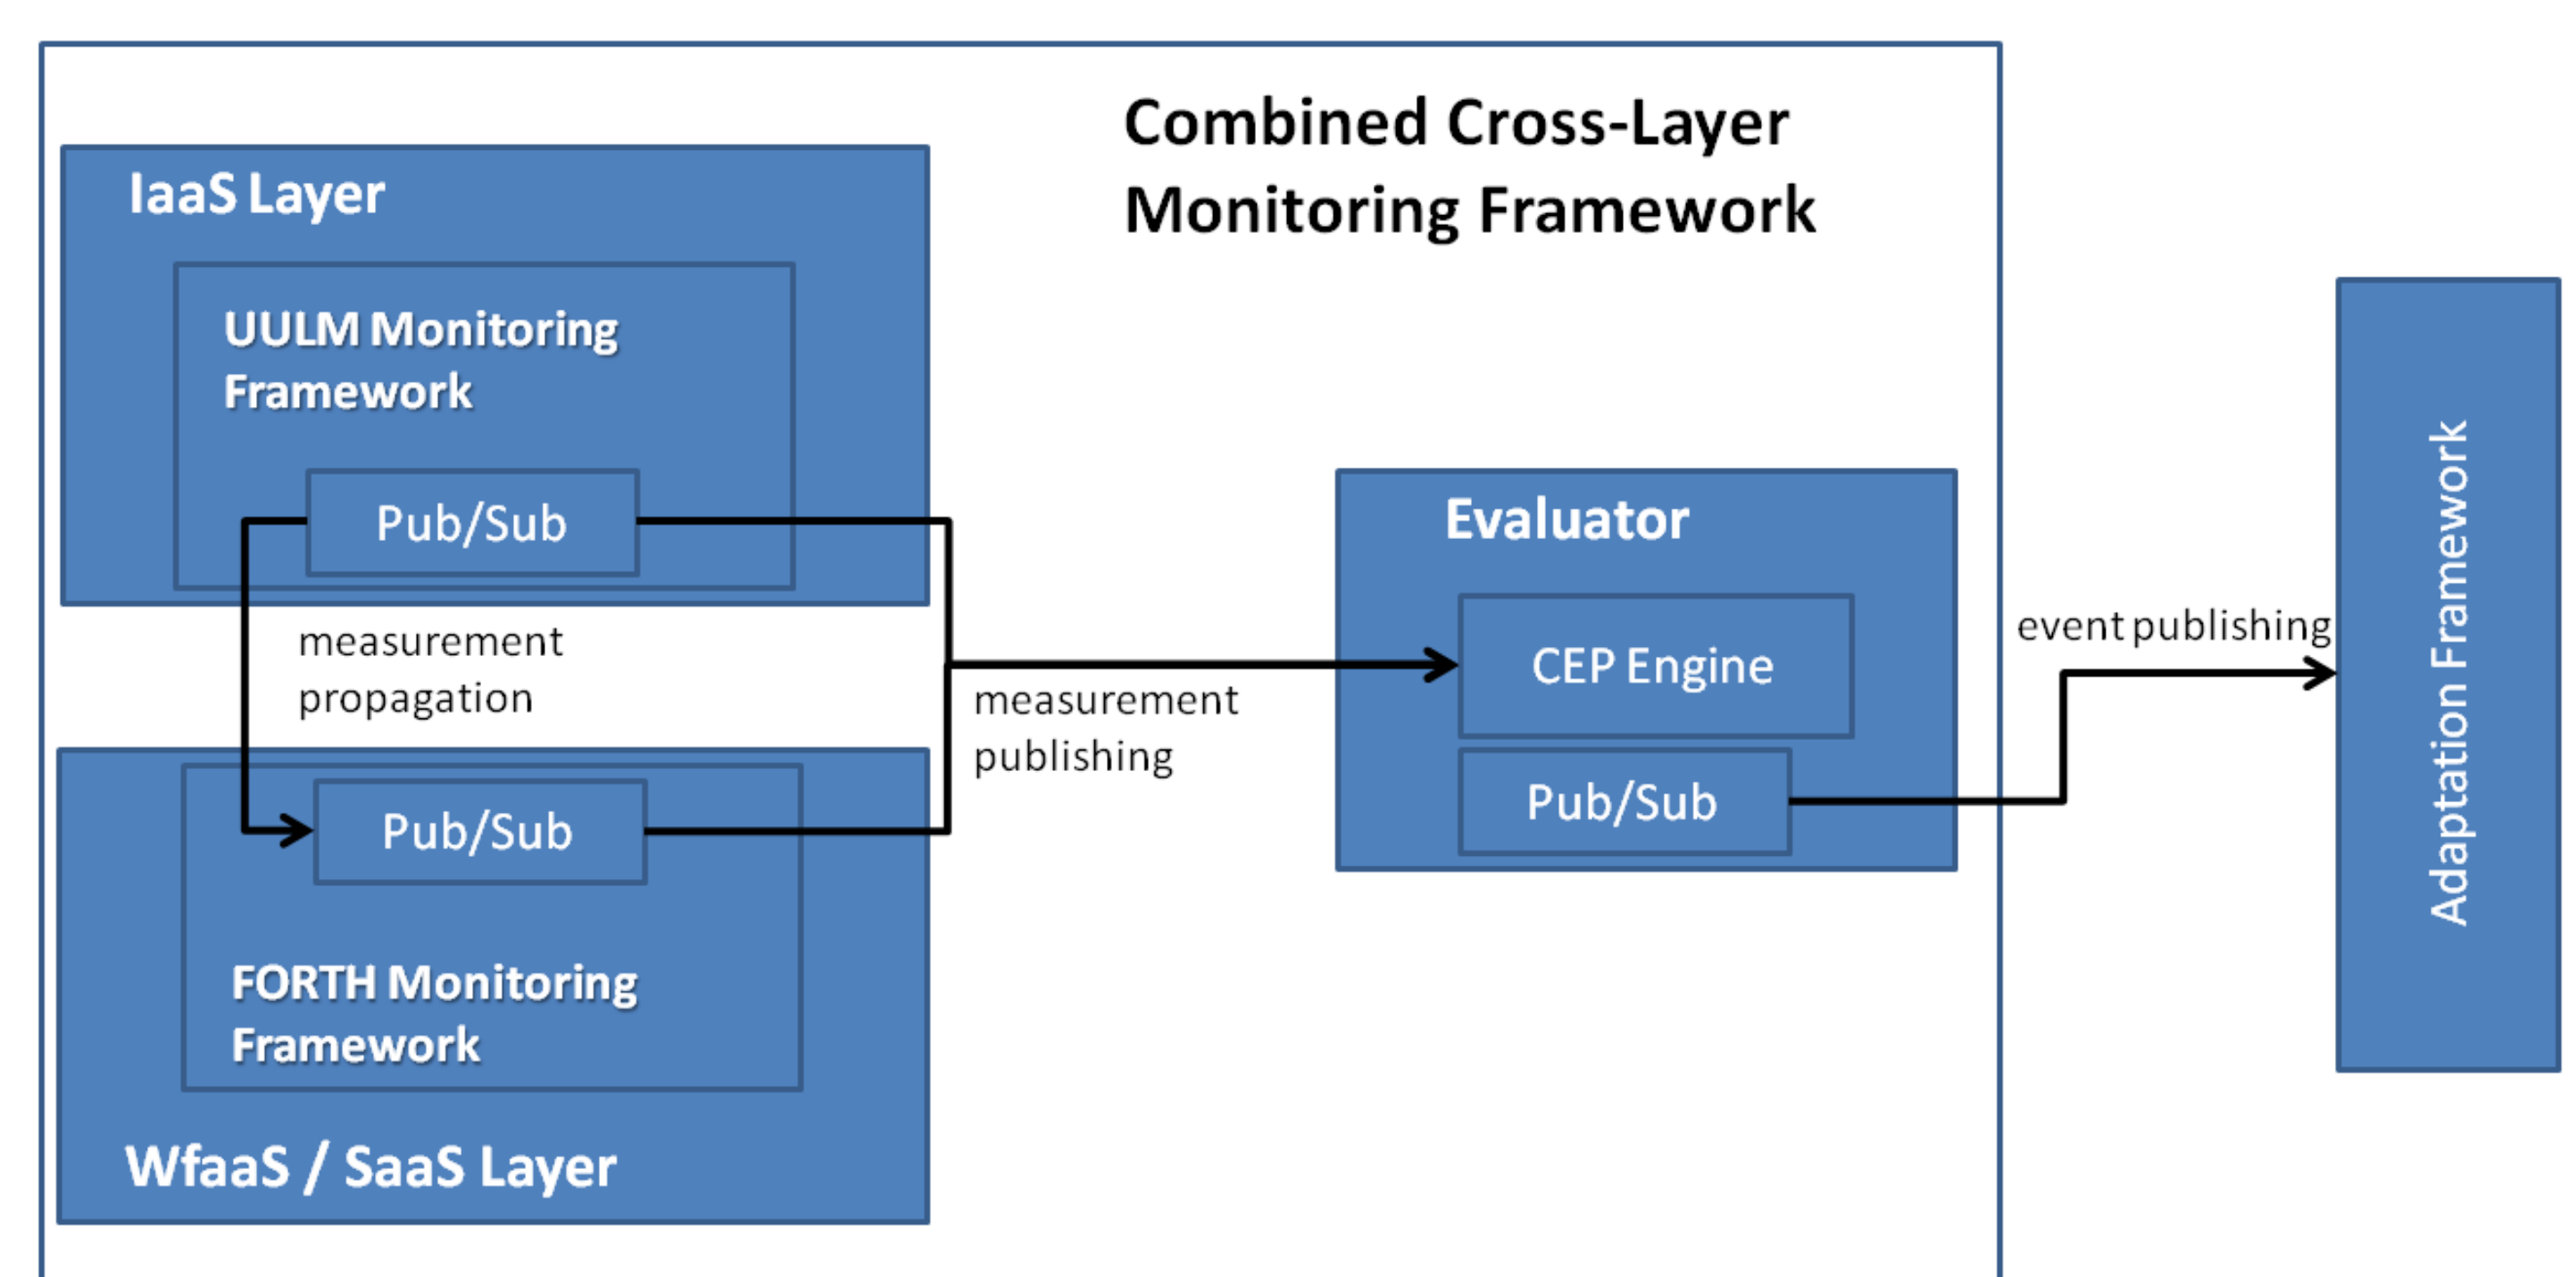 Combined Cross-Layer
Monitoring Framework
IaaS Layer
UULM Monitoring
Framework
Pub/Sub
measurement
propagation
Pub/Sub
FORTH Monitoring
Framework
WfaaS / SaaS Layer
measurement
publishing
Evaluator
CEP Engine
Pub/Sub
event publishing
Adaptation Framework